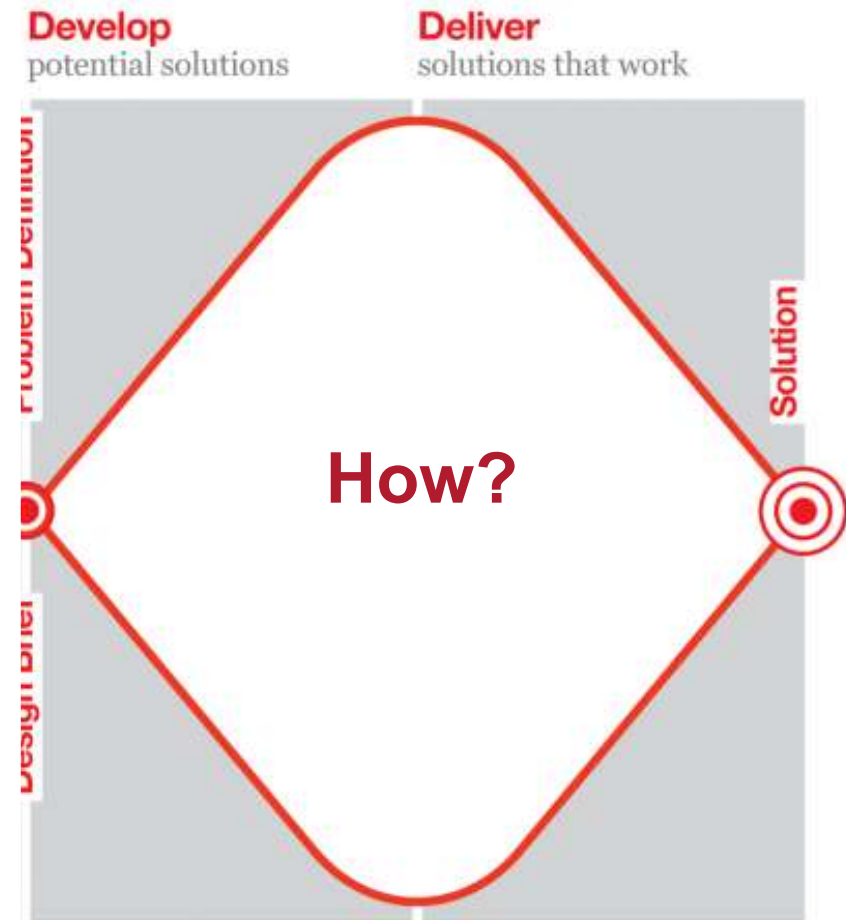 Develop
potential solutions
Deliver
solutions that work
Solution
How?